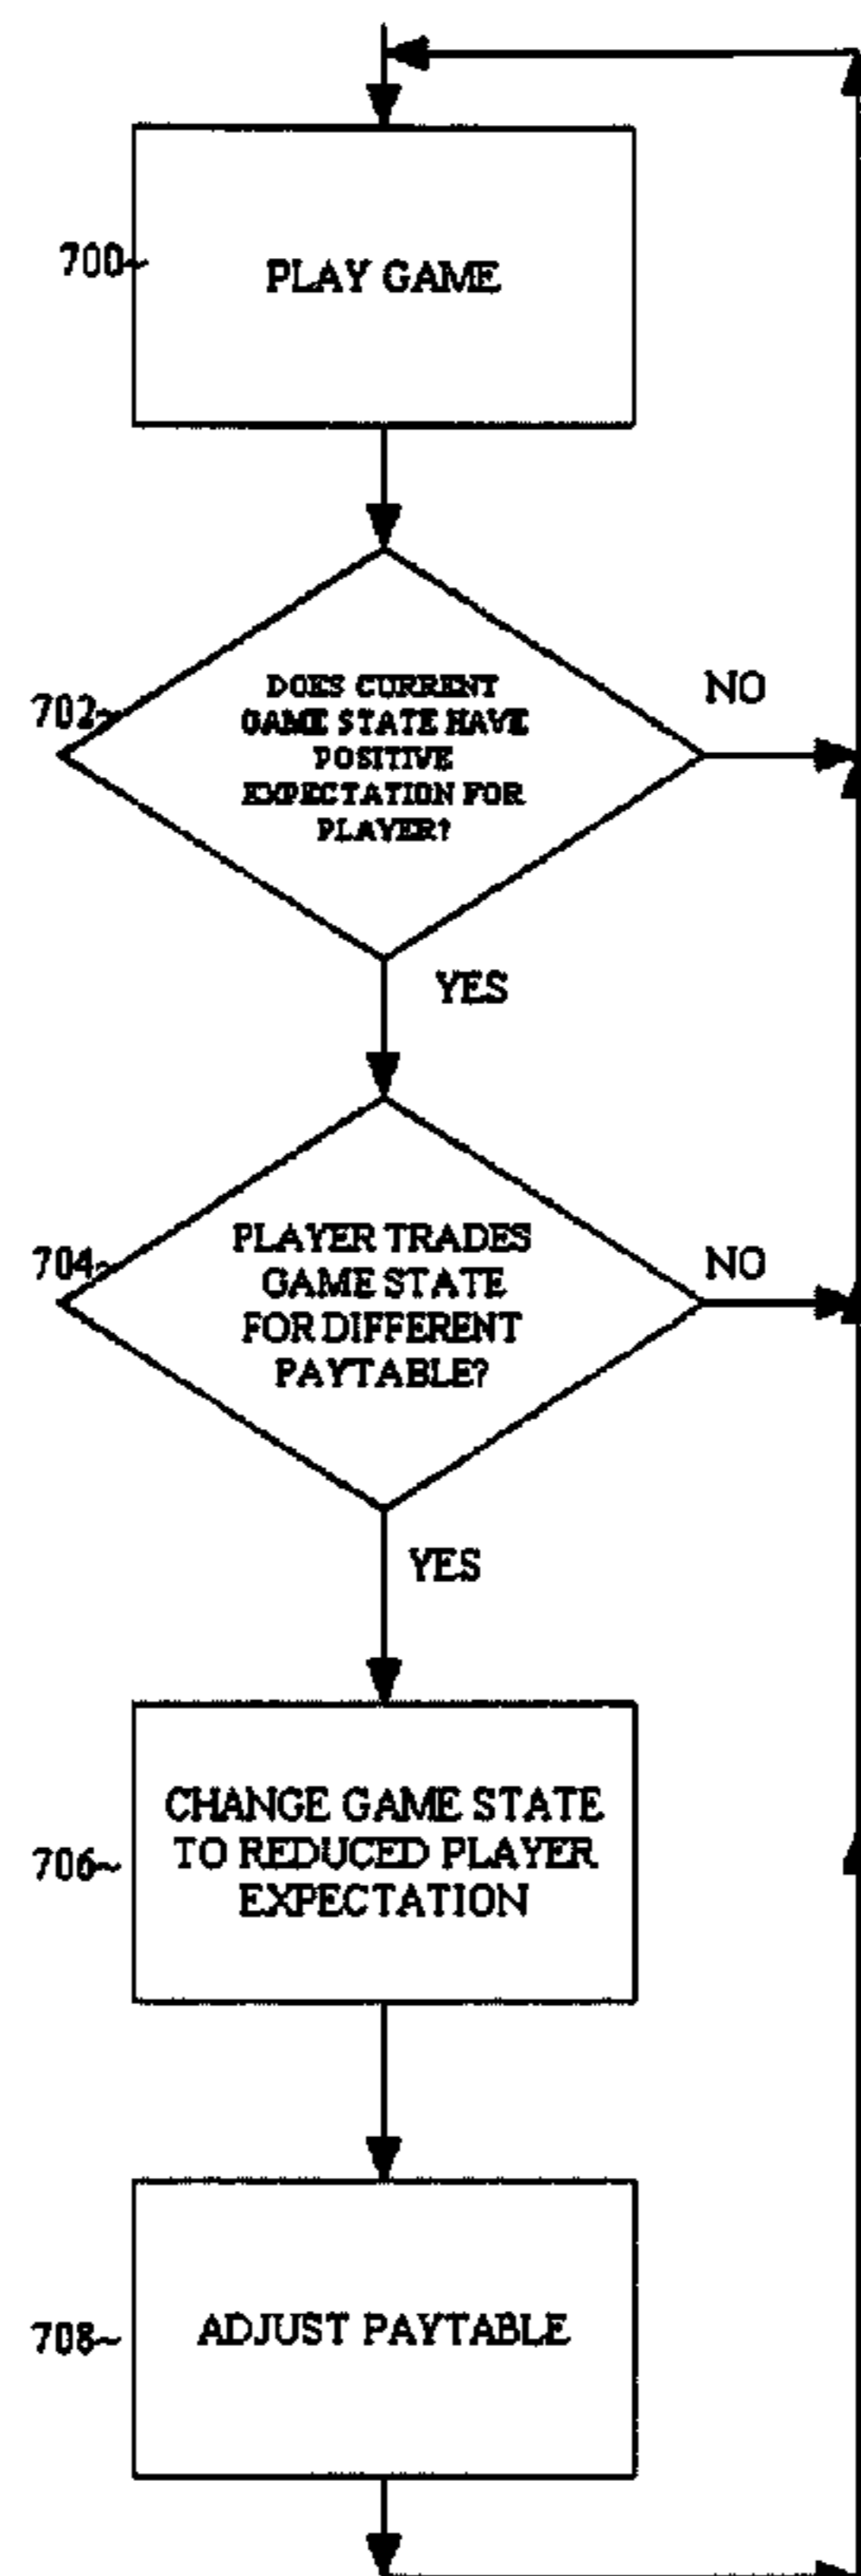 700~
PLAY GAME
702~
DOES CURRENT
GAME STATE HAVE
POSITIVE
EXPECTATION FOR
PLAYER?
NO
YES
704~
PLAYER TRADES
GAME STATE
FOR DIFFERENT
PAYTABLE?
NO
YES
706~
CHANGE GAME STATE
TO REDUCED PLAYER
EXPECTATION
708~
ADJUST PAYTABLE